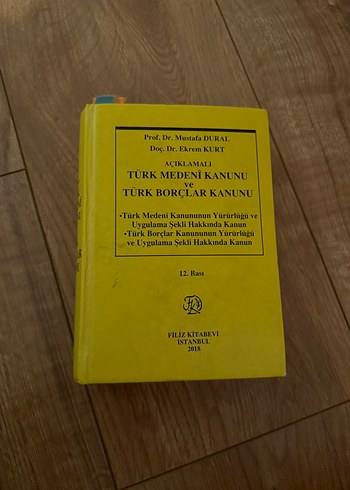 Prof. Dr. Mustafa DURAL
Doç. Dr. Ekrem KURT
AÇIKLAMALI
TÜRK MEDENİ KANUNU
ve
TÜRK BORÇLAR KANUNU
•Türk Medeni Kanununun Yürürlüğü ve
Uygulama Şekli Hakkında Kanun
•Türk Borçlar Kanununun Yürürlüğü
ve Uygulama Şekli Hakkında Kanun
12. Bası
FİLİZ KİTABEVİ
İSTANBUL
2018